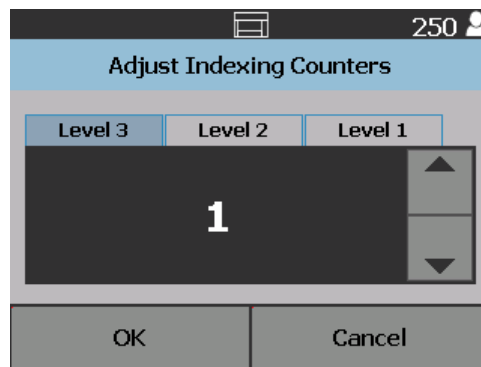 250
Adjust Indexing Counters
Level 3 Level 2 Level 1
1
OK Cancel